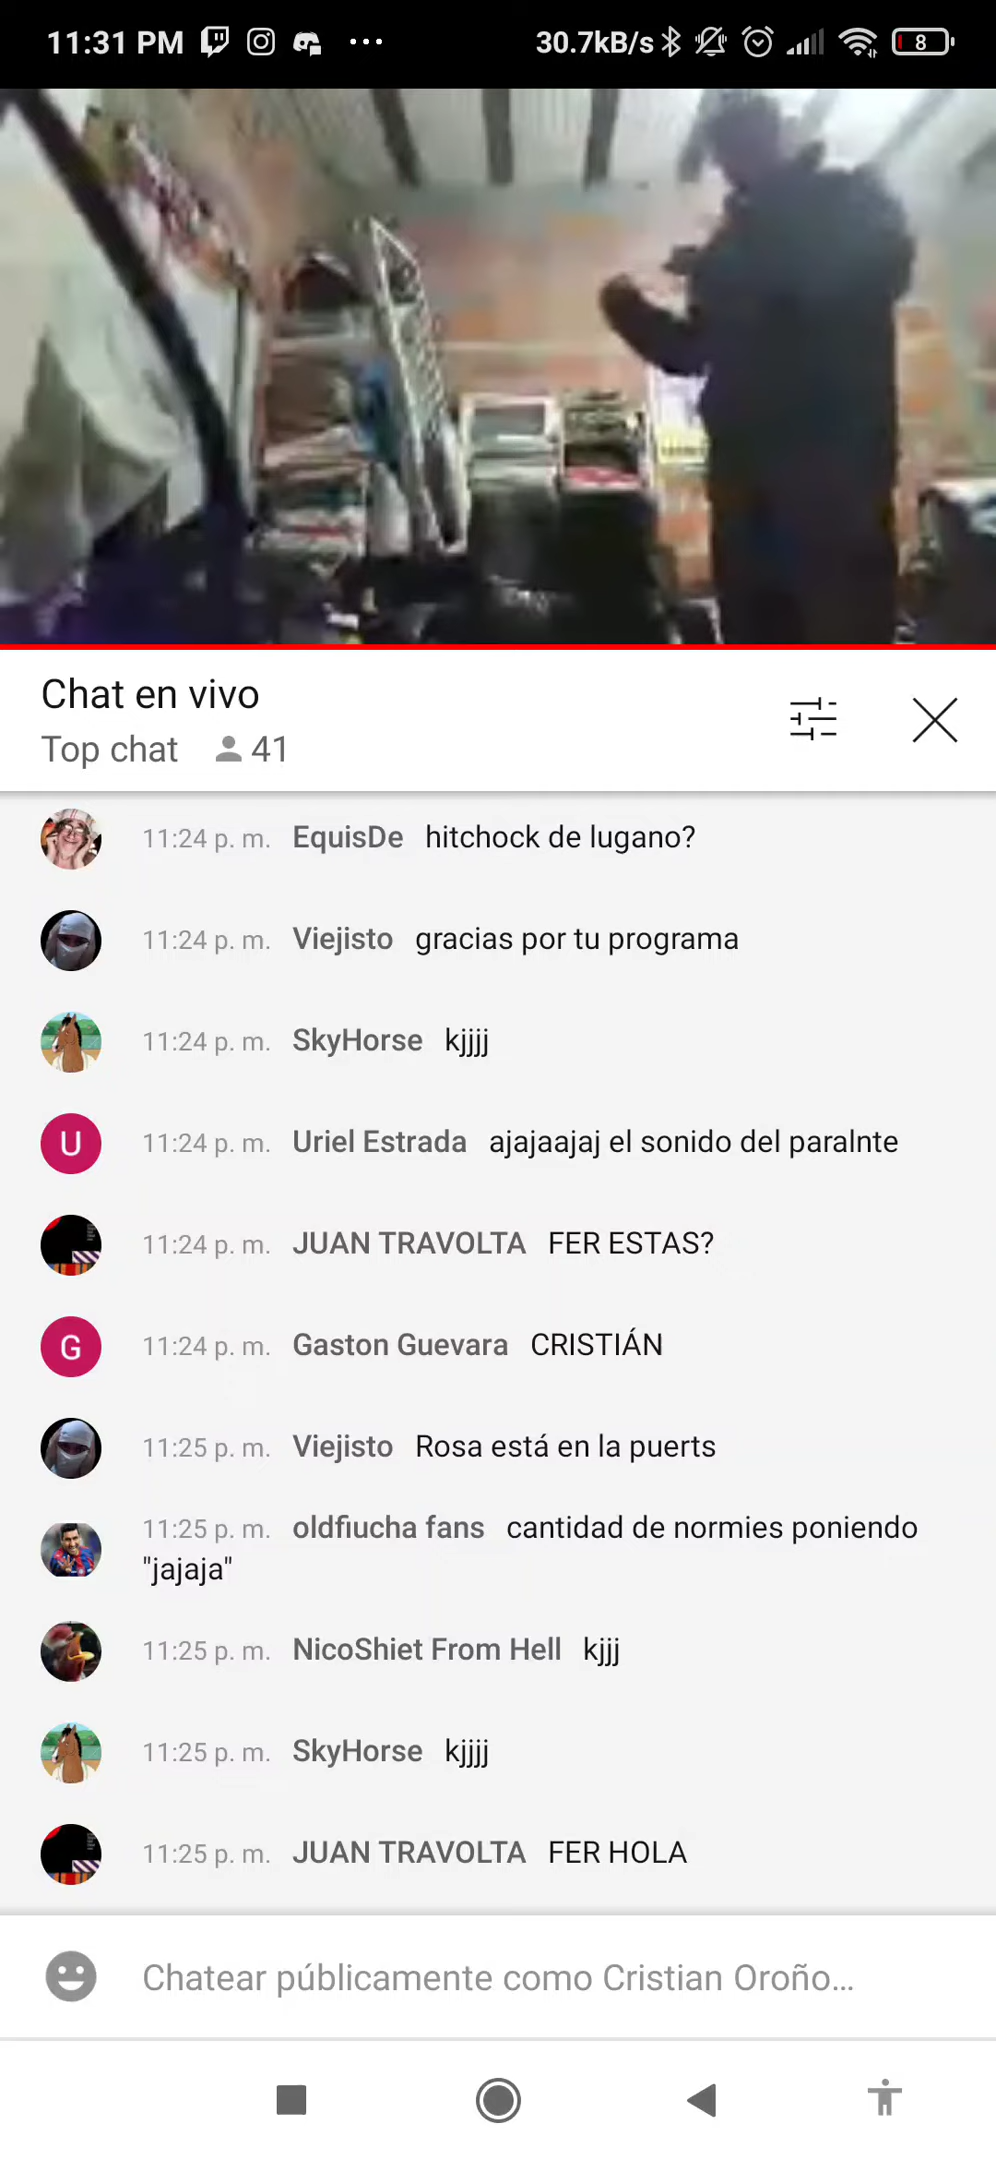 11:31 PM ... 30.7kB/s 8
Chat en vivo
Top chat 41
11:24 p. m. EquisDe hitchock de lugano?
11:24 p. m. Viejisto gracias por tu programa
11:24 p. m. SkyHorse kjjjj
U 11:24 p. m. Uriel Estrada ajajaajaj el sonido del paralnte
11:24 p. m. JUAN TRAVOLTA FER ESTAS?
G 11:24 p. m. Gaston Guevara CRISTIÁN
11:25 p. m. Viejisto Rosa está en la puerts
11:25 p. m. oldfiucha fans cantidad de normies poniendo
"jajaja"
11:25 p. m. NicoShiet From Hell kjjj
11:25 p. m. SkyHorse kjjjj
11:25 p. m. JUAN TRAVOLTA FER HOLA
Chatear públicamente como Cristian Oroño...